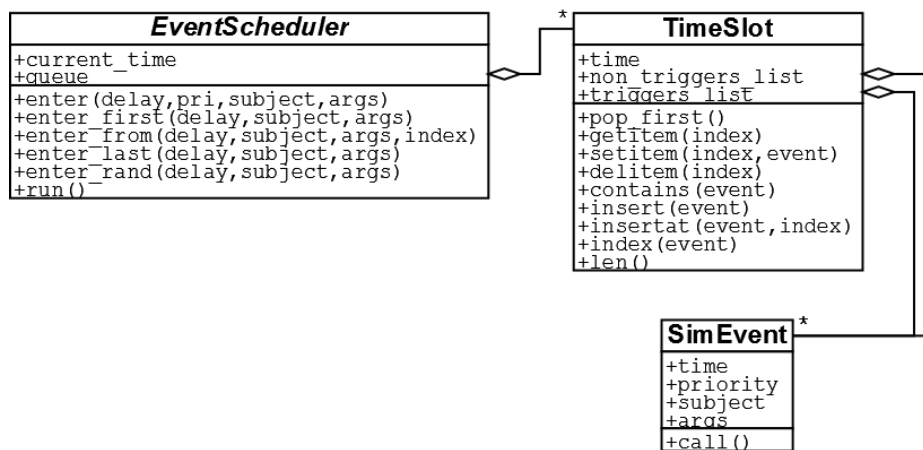 EventScheduler
+current_time
+queue
+enter(delay,pri,subject,args)
+enter_first(delay,subject,args)
+enter_from(delay,subject,args,index)
+enter_last(delay,subject,args)
+enter_rand(delay,subject,args)
+run()
*
TimeSlot
+time
+non_triggers_list
+triggers_list
+pop_first()
+getitem(index)
+setitem(index,event)
+delitem(index)
+contains(event)
+insert(event)
+insertat(event,index)
+index(event)
+len()
SimEvent
*
+time
+priority
+subject
+args
+call()